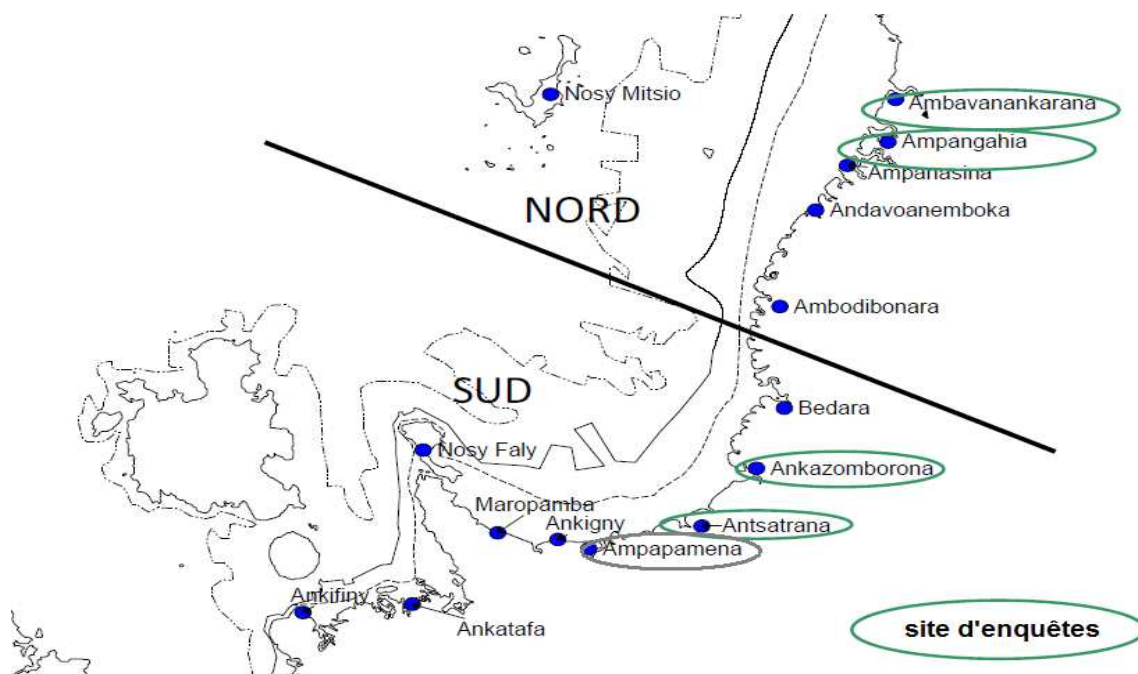 Nosy Mitsio
Ambavanankarana
Ampangahia
Ampanasina
NORD
Andavoanemboka
Ambodibonara
SUD
Bedara
Nosy Faly
Ankazomborona
Maropamba
Ankigny
Antsatrana
Ampapamena
Ankifiny
Ankatafa
site d'enquêtes